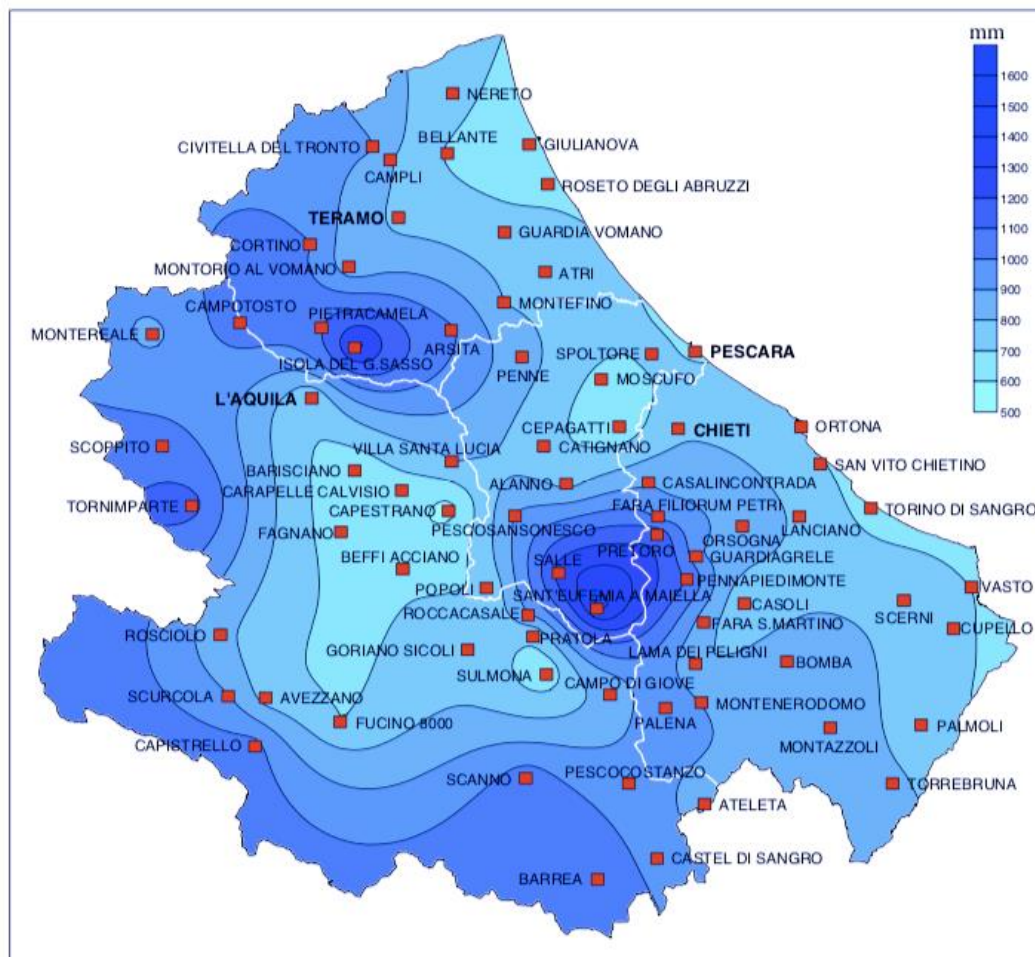 mm
1600
1400
1300
1200
1100
1000
900
800
700
600
500
NERETO
BELLANTE
CIVITELLA DEL TRONTO
GIULIANOVA
CAMPLI
ROSETO DEGLI ABRUZZI
TERAMO
GUARDIA VOMANO
CORTINO
MONTORIO AL VOMANO
ATRI
CAMPOTOSTO
MONTEFINO
PIETRACAMELA
MONTEREALE
ARSITA
ISOLA DEL G.SASSO
SPOLTORE
PESCARA
PENNE
MOSCUFO
L'AQUILA
CEPAGATTI
CHIETI
ORTONA
SCOPPITO
VILLA SANTA LUCIA
CATIGNANO
SAN VITO CHIETINO
BARISCIANO
ALANNO
CASALINCONTRADA
CARAPELLE CALVISIO
TORNIMPARTE
CAPESTRANO
FARA FILIORUM PETRI
TORINO DI SANGRO
PESCOSANSONESCO
LANCIANO
FAGNANO
ORSOGNA
PRETORO
BEFFI ACCIANO
SALLE
GUARDIAGRELE
PENNAPIEDIMONTE
POPOLI
SANT'EUFEMIA A MAIELLA
VASTO
CASOLI
SCERNI
ROCCACASALE
FARA S.MARTINO
CUPELLO
ROSCIOLO
PRATOLA
GORIANO SICOLI
LAMA DEI PELIGNI
BOMBA
SULMONA
CAMPO DI GIOVE
SCURCOLA
AVEZZANO
MONTENERODOMO
PALENA
FUCINO 8000
PALMOLI
CAPISTRELLO
MONTAZZOLI
SCANNO
PESCOCOSTANZO
TORREBRUNA
ATELETA
CASTEL DI SANGRO
BARREA